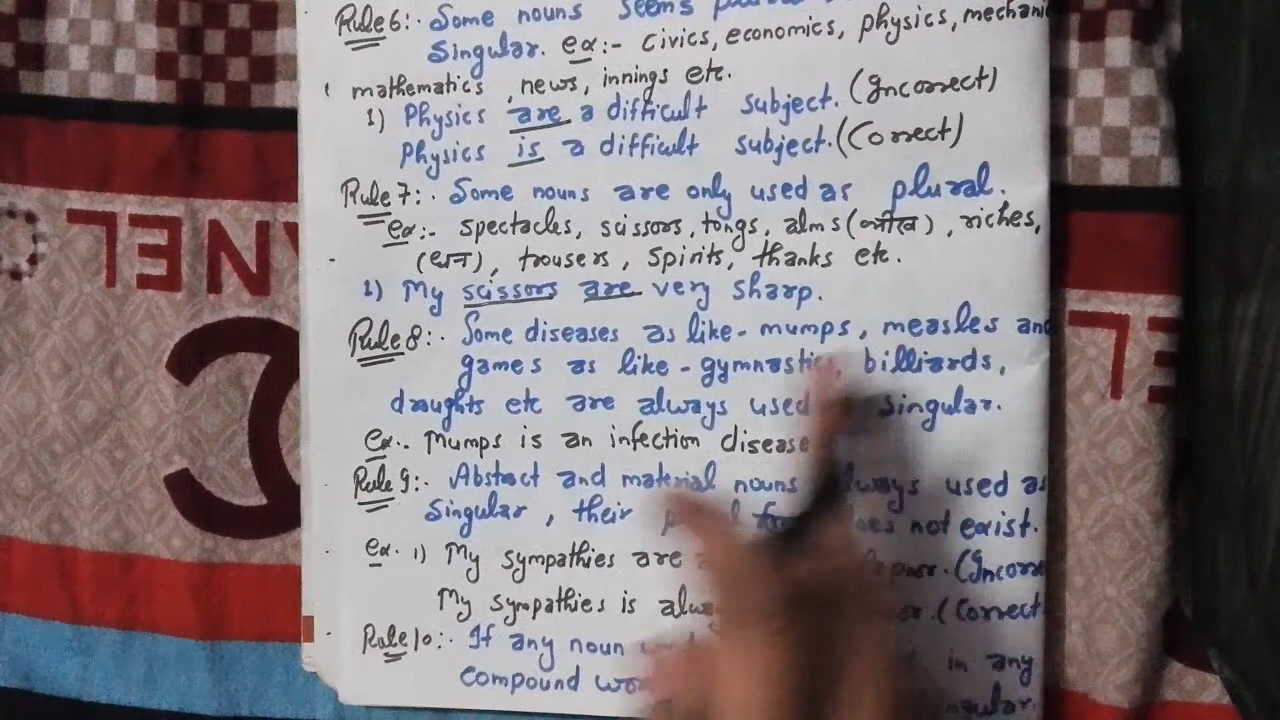 Rule 6:. Some nouns seems
Singular. ex:- civics, economics, physics,
mathematics, news, innings etc.
1) Physics are a difficult subject. (Incorrect)
Physics is a difficult subject. (Correct)
Rule 7:. Some nouns are only used as plural.
ex:- spectacles, scissors, tongs, alms (भीख), riches,
(धन), trousers, spirits, thanks etc.
1) My scissors are very sharp.
Rule 8:. Some diseases as like - mumps, measles and
games as like - gymnastics, billiards,
draughts etc are always used singular.
Ex.. Mumps is an infection disease
Rule 9:. Abstract and material nouns always used as
Singular, their does not exist.
ex. 1) My sympathies are
My sympathies is
Rule 10:. If any noun in any
compound